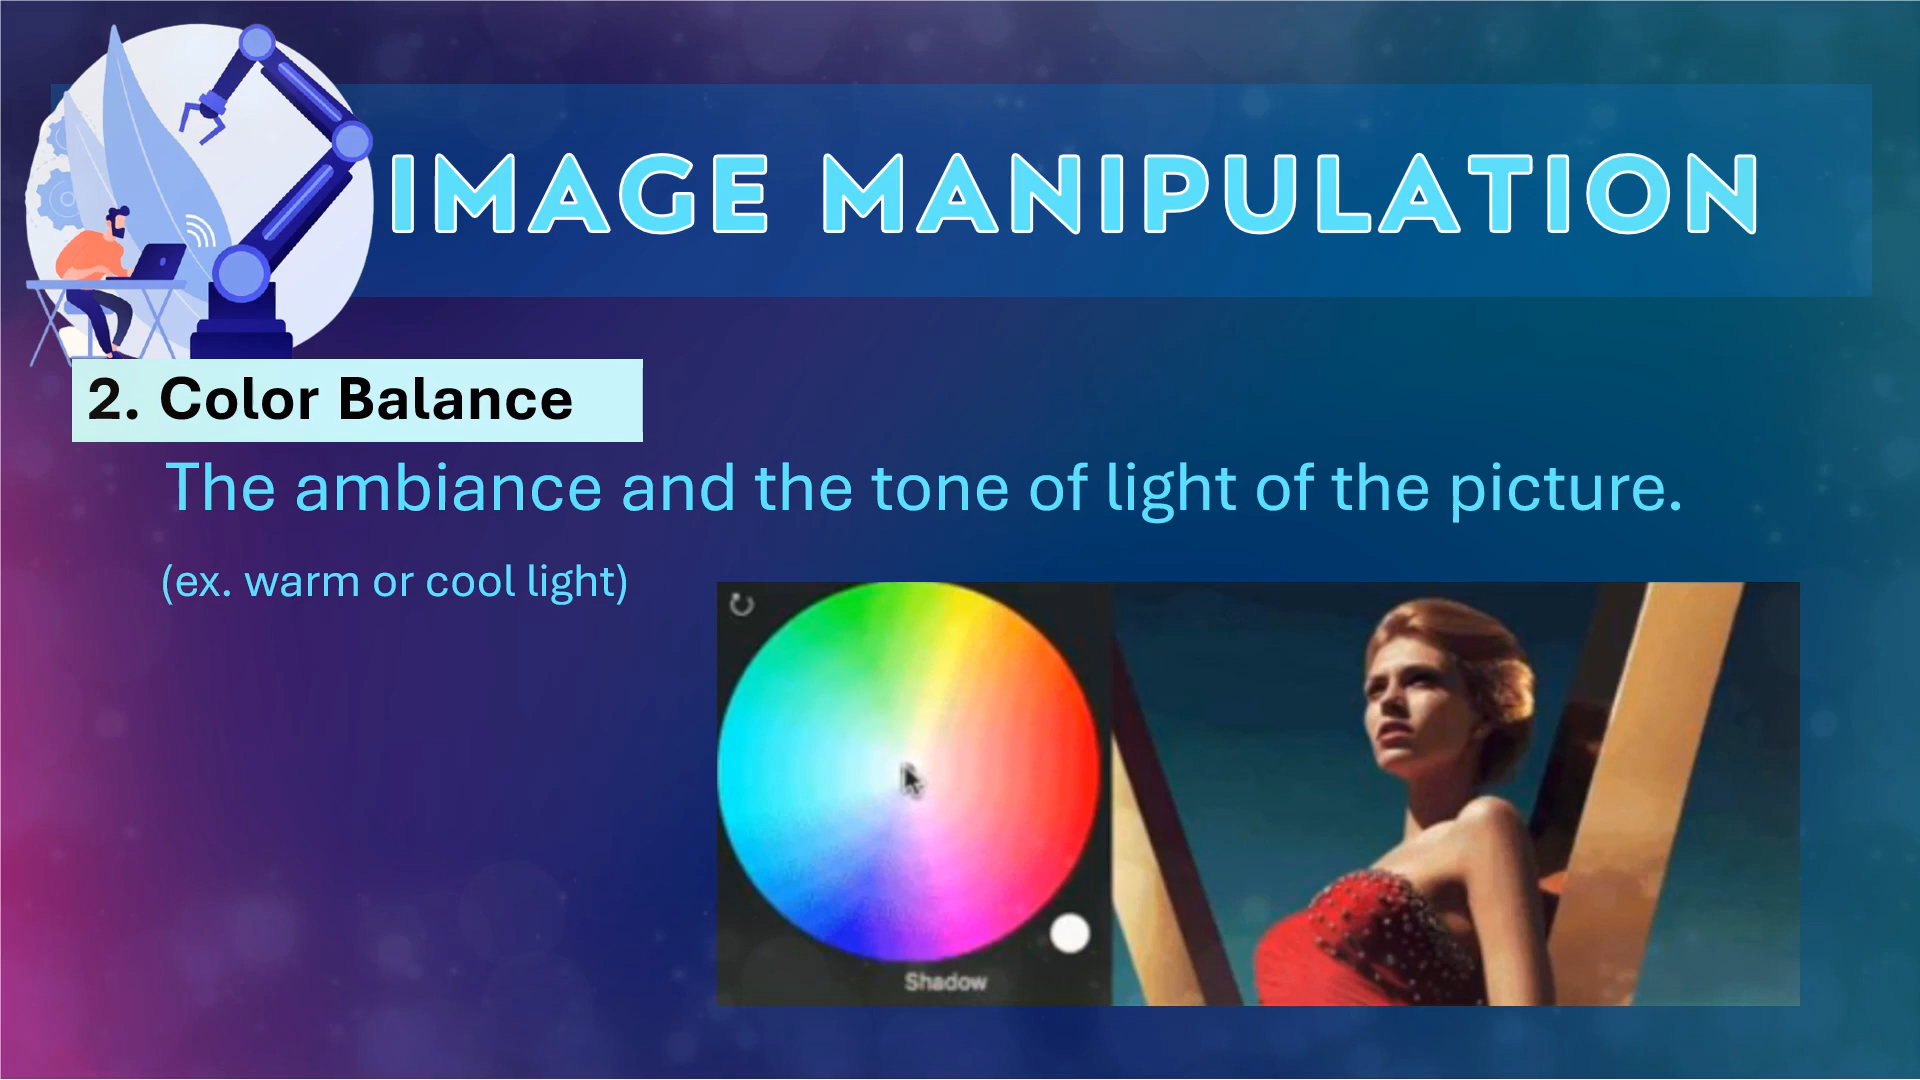 IMAGE MANIPULATION
2. Color Balance
The ambiance and the tone of light of the picture.
(ex. warm or cool light)
Shadow